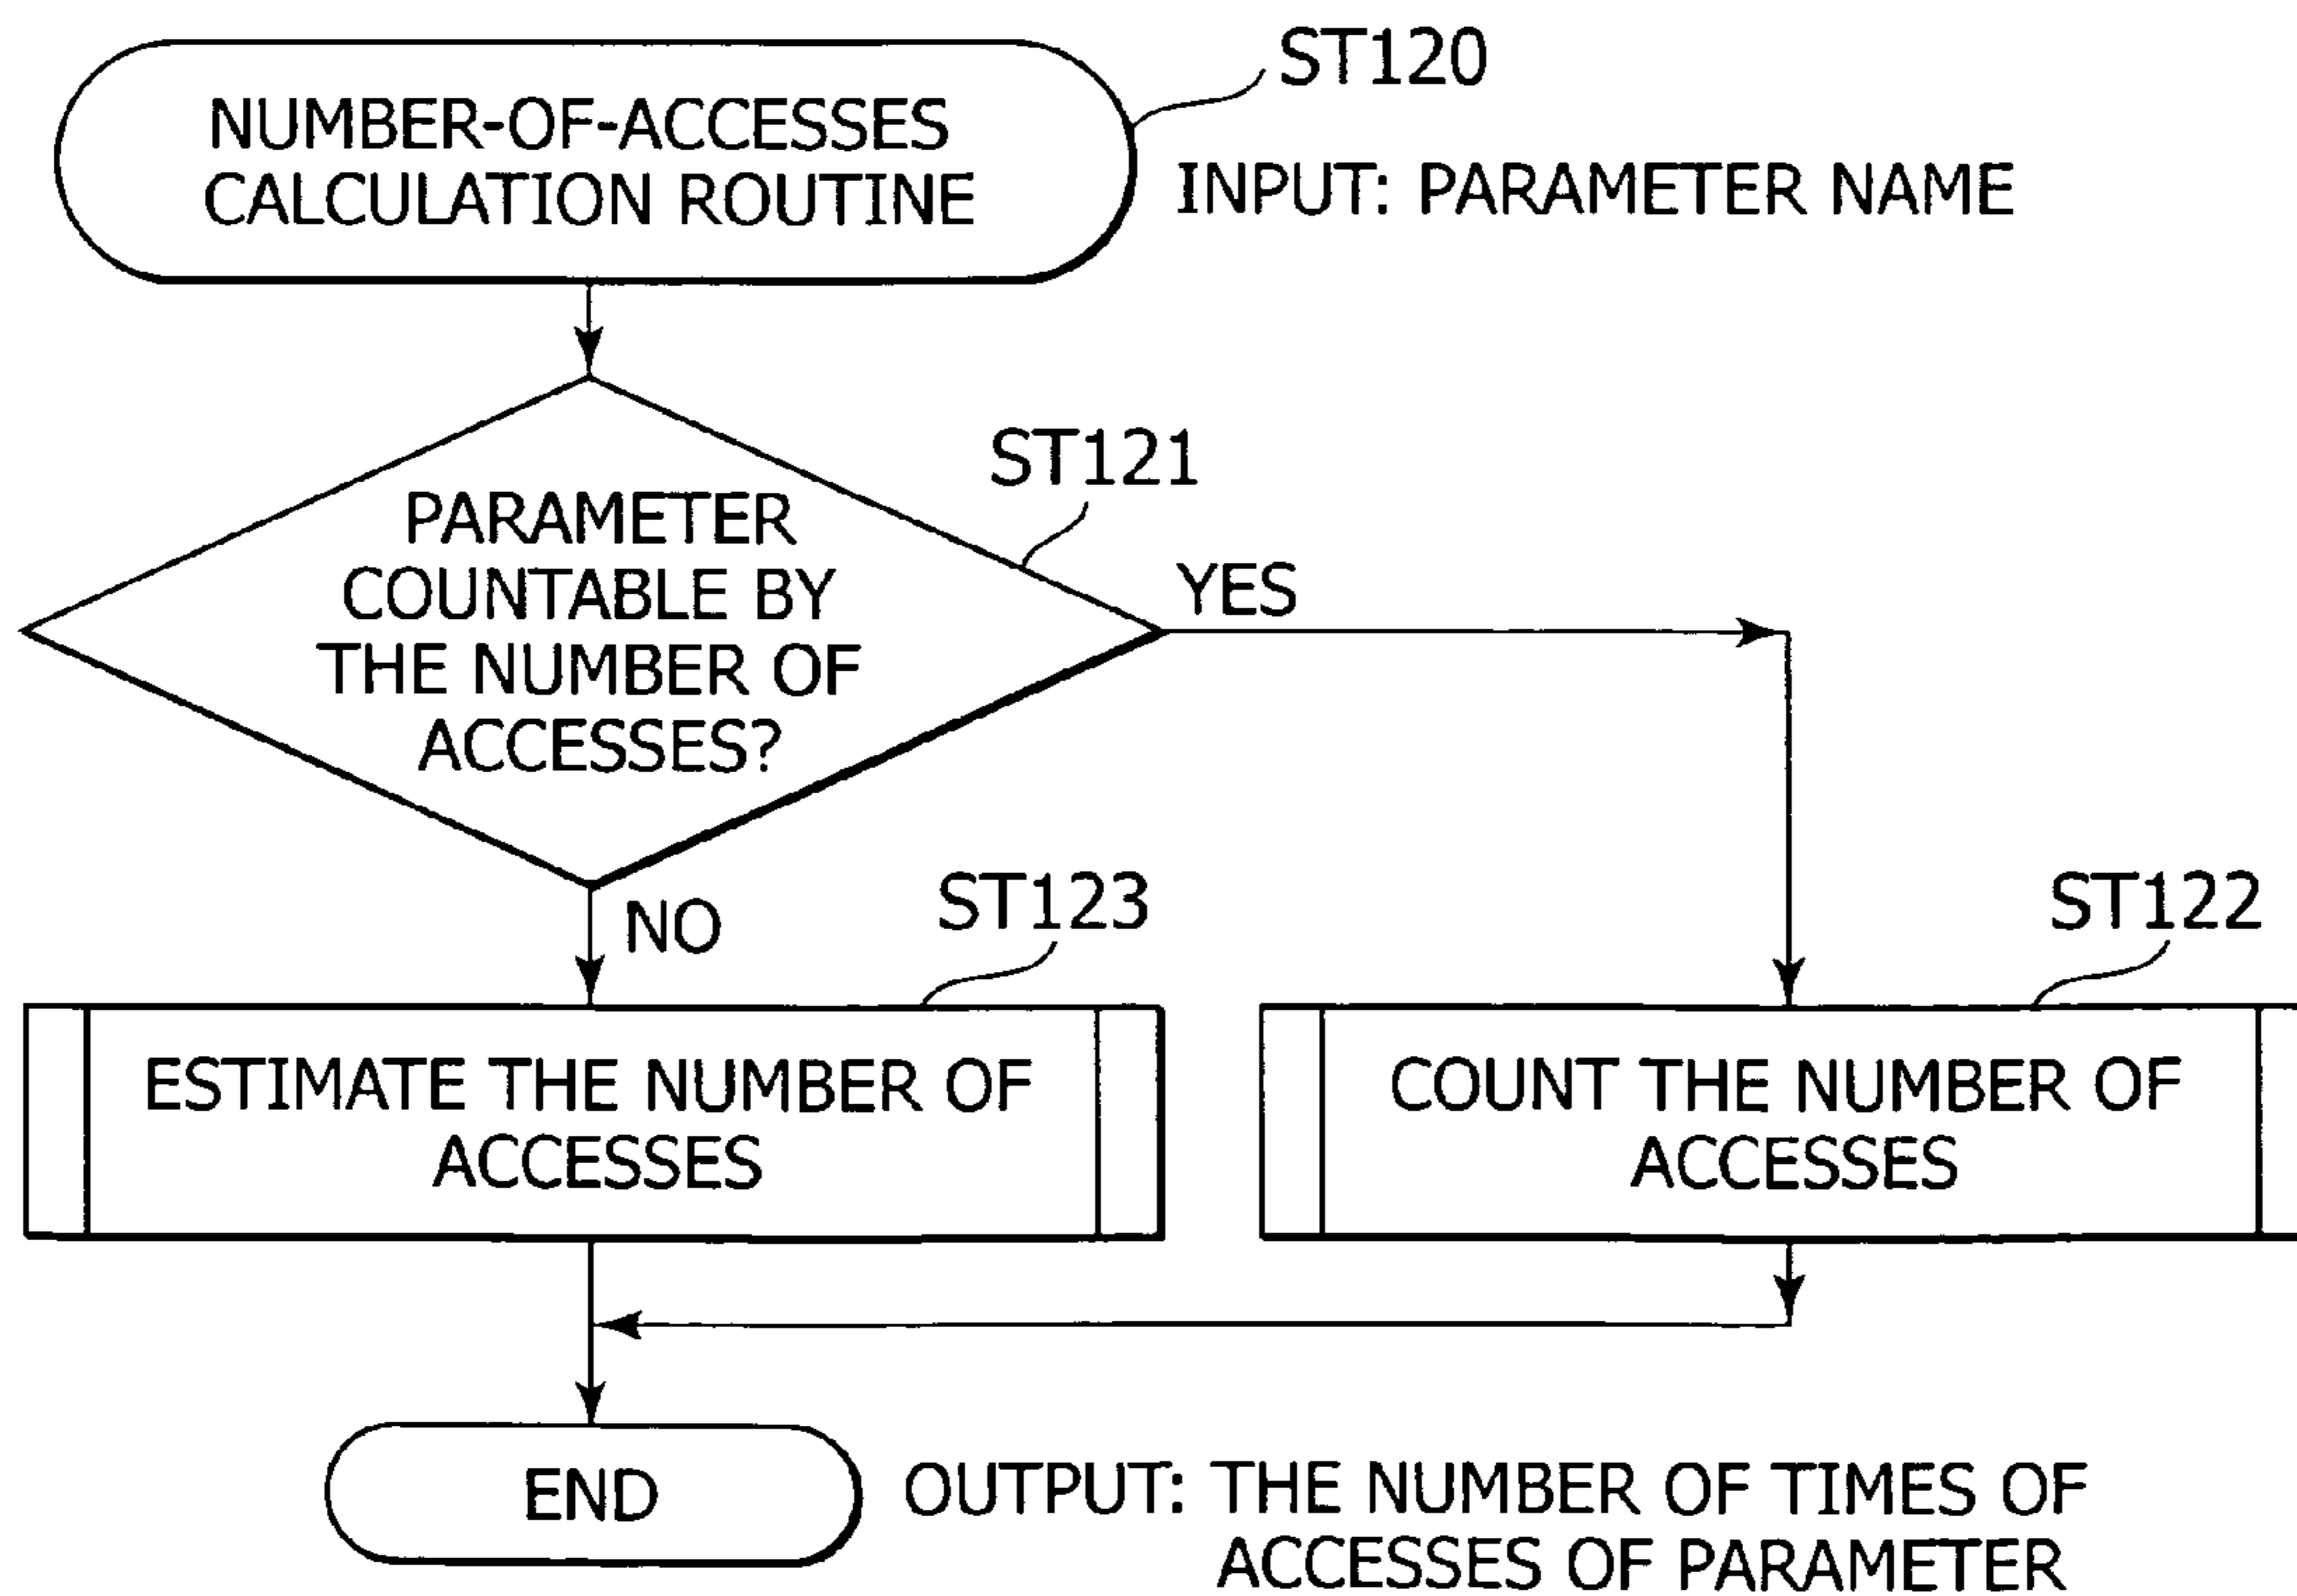 ST120
NUMBER-OF-ACCESSES
CALCULATION ROUTINE
INPUT: PARAMETER NAME
ST121
PARAMETER
COUNTABLE BY
THE NUMBER OF
ACCESSES?
YES
NO
ST123
ST122
ESTIMATE THE NUMBER OF
ACCESSES
COUNT THE NUMBER OF
ACCESSES
END
OUTPUT: THE NUMBER OF TIMES OF
ACCESSES OF PARAMETER